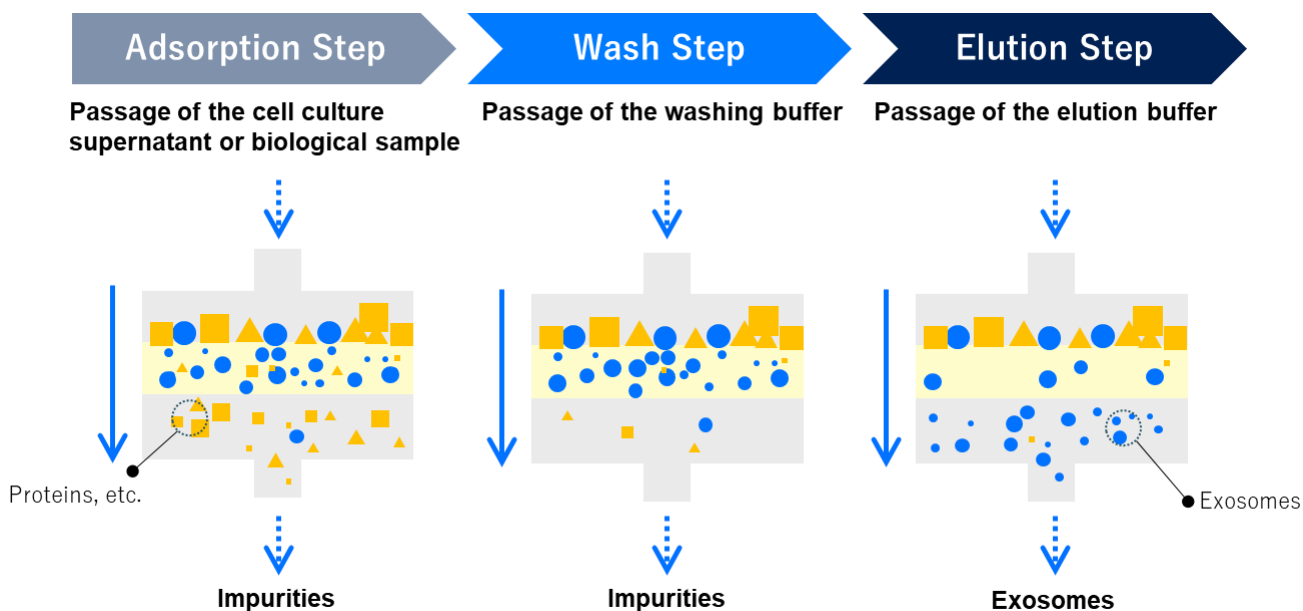 Adsorption Step
Wash Step
Elution Step
Passage of the cell culture
supernatant or biological sample
Passage of the washing buffer
Passage of the elution buffer
Proteins, etc.
Exosomes
Impurities
Impurities
Exosomes